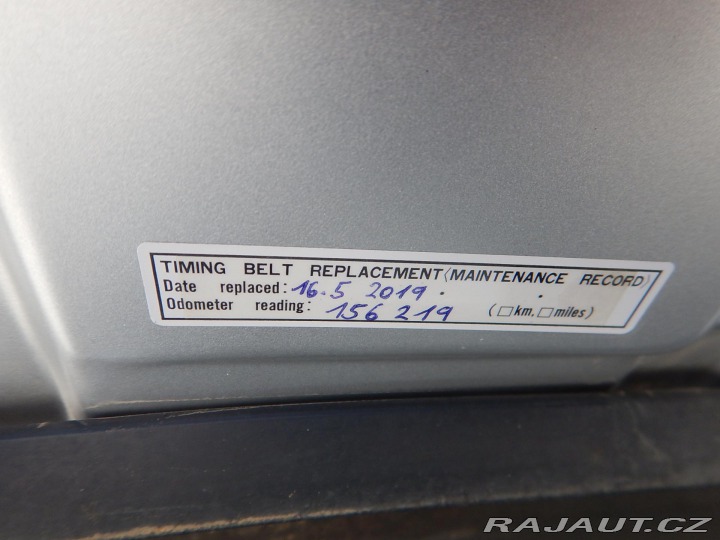 TIMING BELT REPLACEMENT (MAINTENANCE RECORD)
Date replaced: 16.5 2019.
Odometer reading: 156 219 (□km, □miles)
RAJAUT.CZ